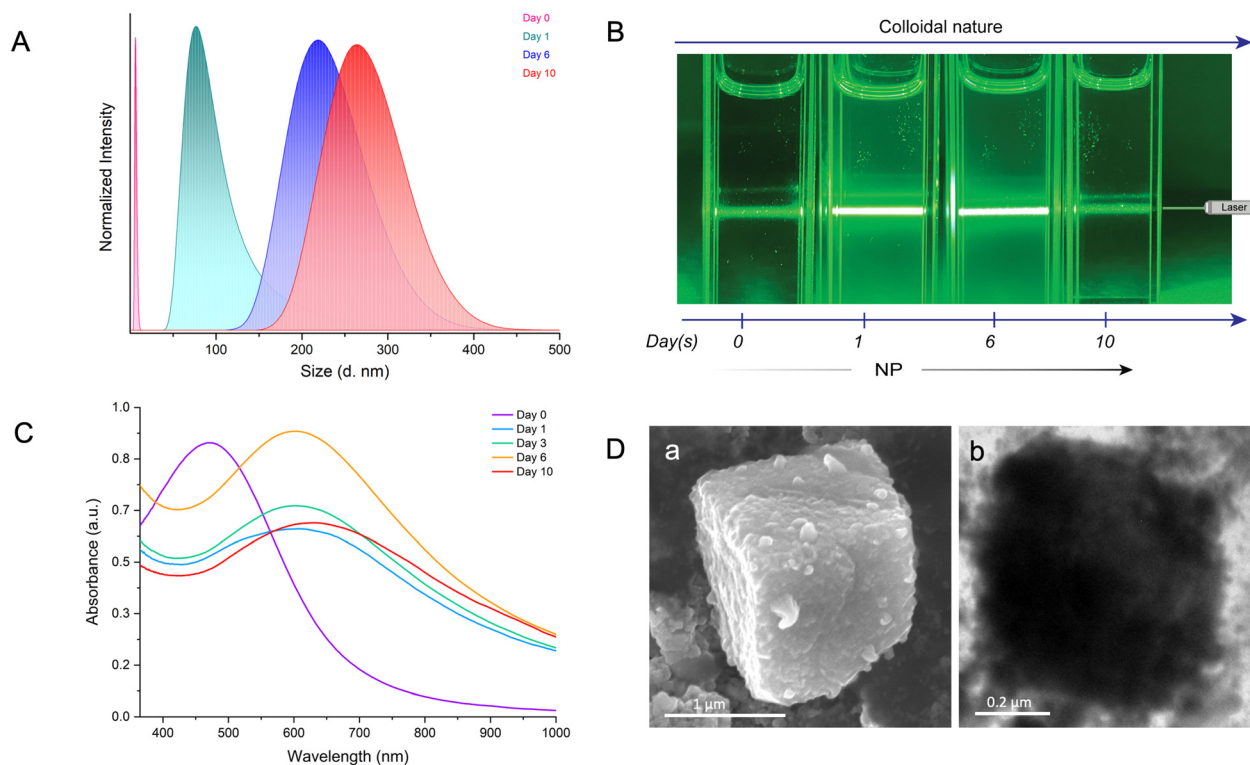 A
Day 0
Day 1
Day 6
Day 10
Normalized Intensity
100
200
300
400
500
Size (d. nm)
B
Colloidal nature
Laser
Day(s)
0
1
6
10
NP
C
Day 0
Day 1
Day 3
Day 6
Day 10
Absorbance (a.u.)
1.0
0.8
0.7
0.5
0.3
0.2
0.0
400
500
600
700
800
900
1000
Wavelength (nm)
D
a
1 µm
b
0.2 µm